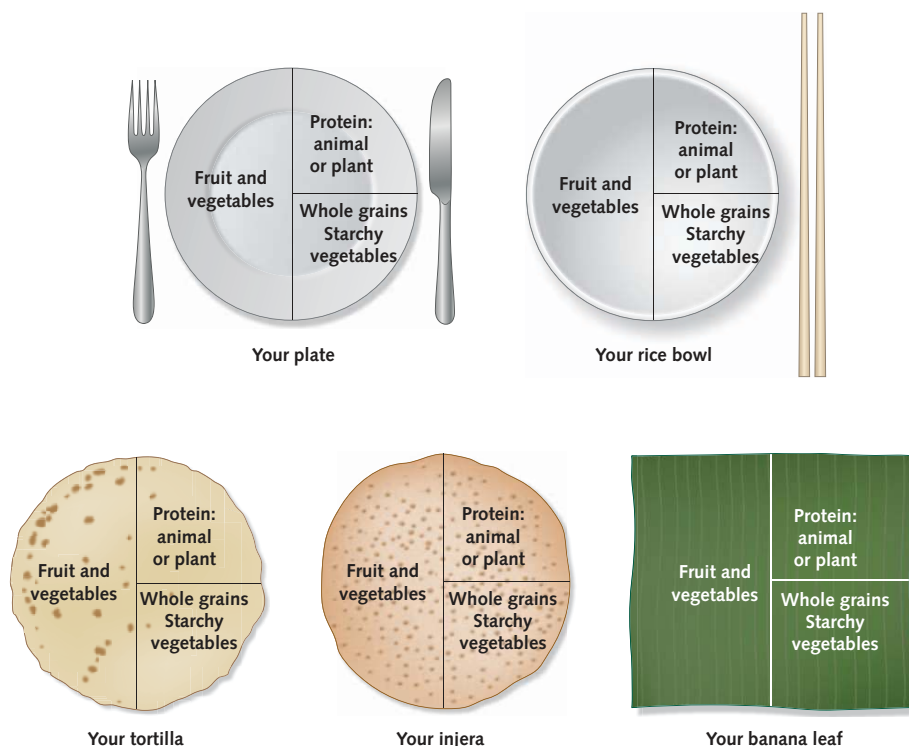 Fruit and
vegetables
Protein:
animal
or plant
Whole grains
Starchy
vegetables
Your plate
Fruit and
vegetables
Protein:
animal
or plant
Whole grains
Starchy
vegetables
Your rice bowl
Fruit and
vegetables
Protein:
animal
or plant
Whole grains
Starchy
vegetables
Your tortilla
Fruit and
vegetables
Protein:
animal
or plant
Whole grains
Starchy
vegetables
Your injera
Fruit and
vegetables
Protein:
animal
or plant
Whole grains
Starchy
vegetables
Your banana leaf